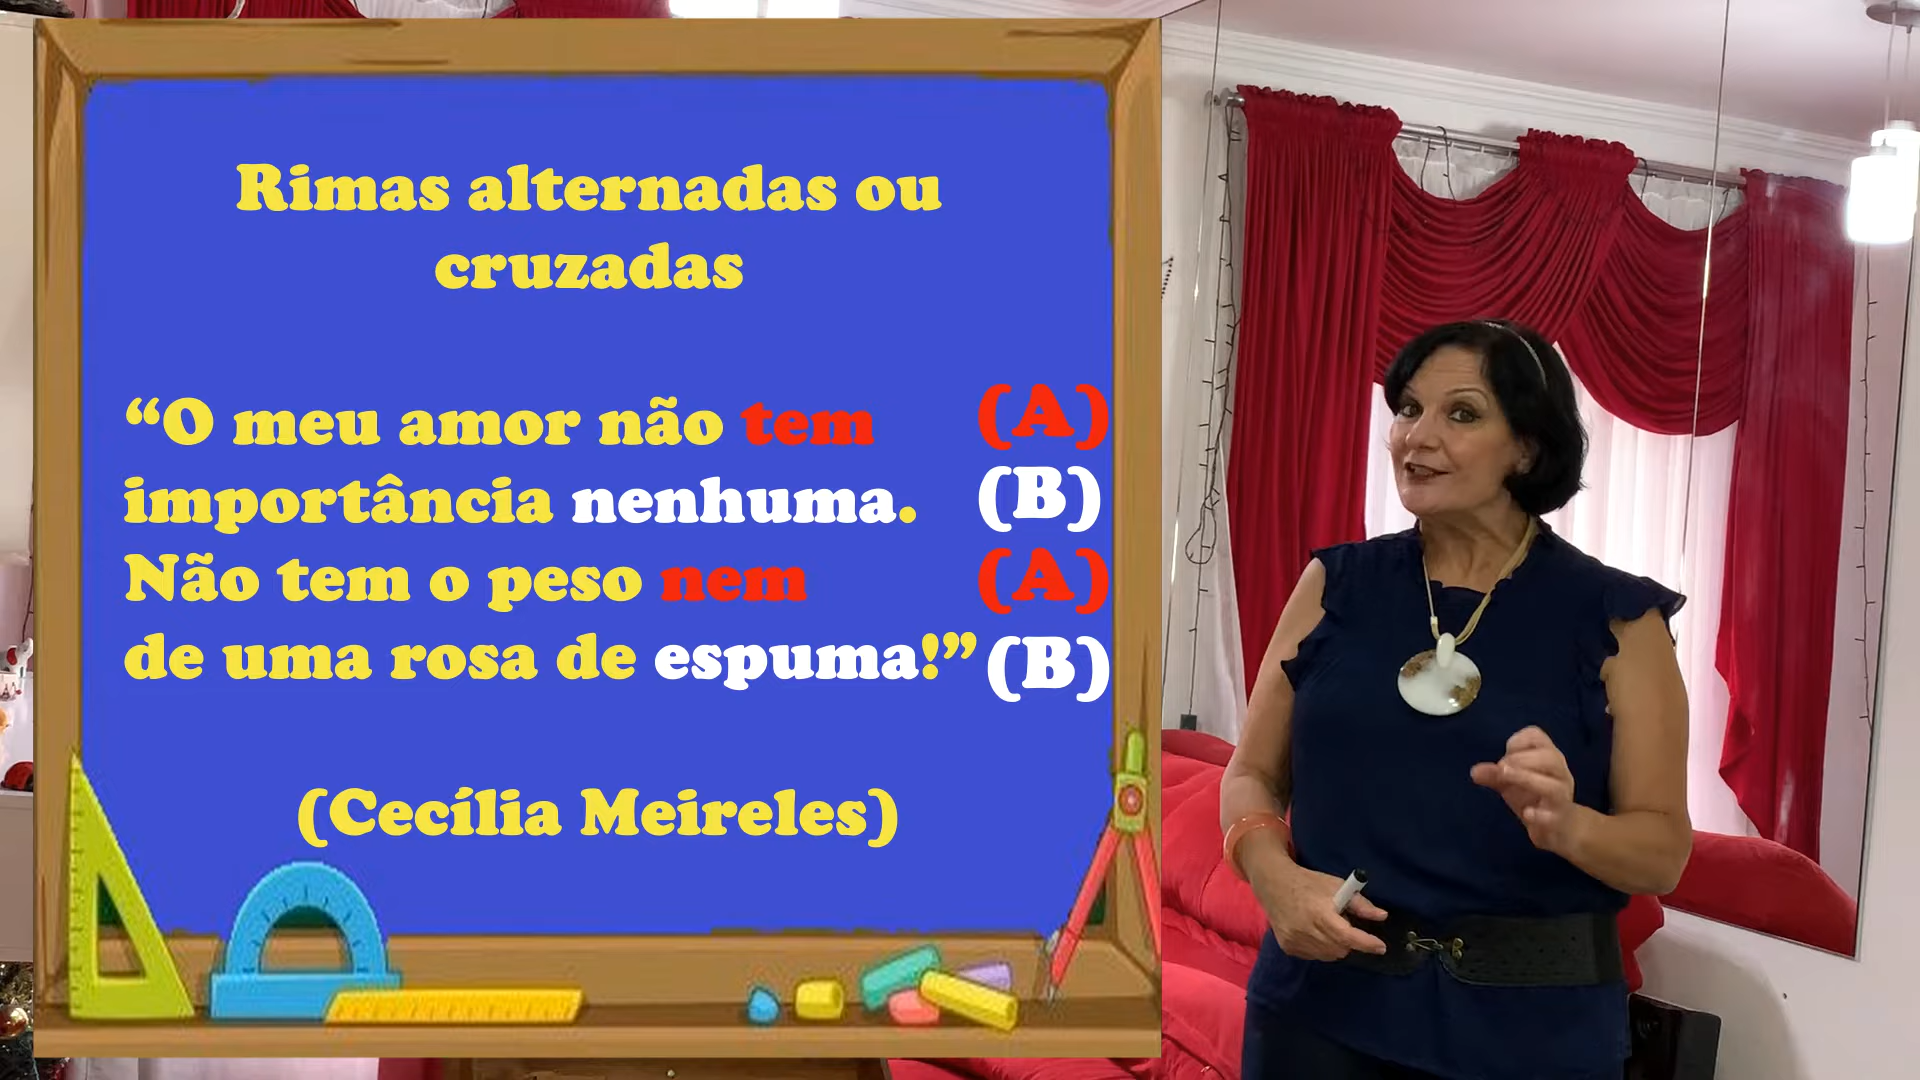 Rimas alternadas ou
cruzadas
“O meu amor não tem (A)
importância nenhuma. (B)
Não tem o peso nem (A)
de uma rosa de espuma!” (B)
(Cecília Meireles)